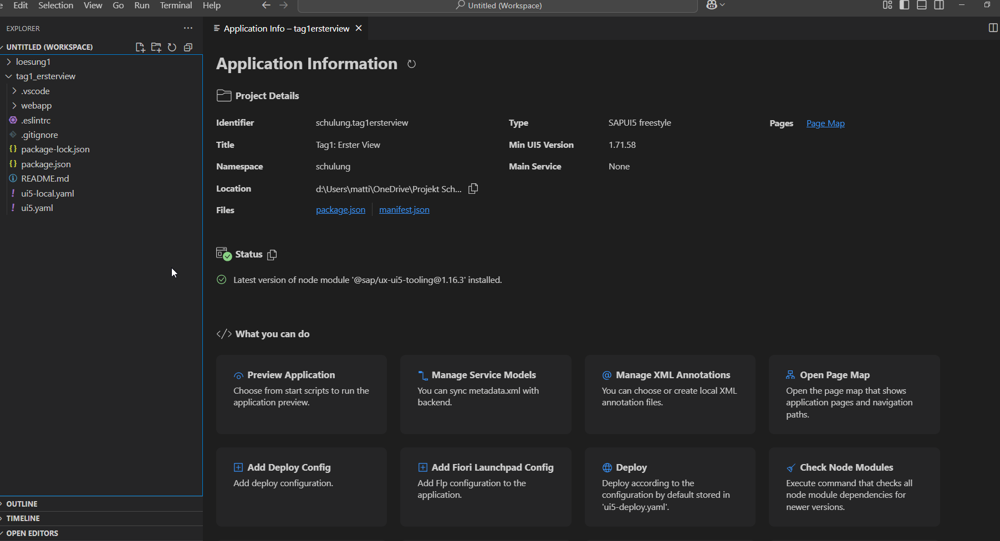 Edit Selection View Go Run Terminal Help
Untitled (Workspace)
EXPLORER
UNTITLED (WORKSPACE)
loesung1
tag1_ersterview
.vscode
webapp
.eslintrc
.gitignore
{} package-lock.json
{} package.json
README.md
! ui5-local.yaml
! ui5.yaml
OUTLINE
TIMELINE
OPEN EDITORS
Application Info – tag1ersterview
Application Information
Project Details
Identifier schulung.tag1ersterview Type SAPUI5 freestyle Pages Page Map
Title Tag1: Erster View Min UI5 Version 1.71.58
Namespace schulung Main Service None
Location d:\Users\matti\OneDrive\Projekt Sch...
Files package.json manifest.json
Status
Latest version of node module '@sap/ux-ui5-tooling@1.16.3' installed.
</> What you can do
Preview Application
Choose from start scripts to run the
application preview.
Manage Service Models
You can sync metadata.xml with
backend.
@ Manage XML Annotations
You can choose or create local XML
annotation files.
Open Page Map
Open the page map that shows
application pages and navigation
paths.
Add Deploy Config
Add deploy configuration.
Add Fiori Launchpad Config
Add Flp configuration to the
application.
Deploy
Deploy according to the
configuration by default stored in
'ui5-deploy.yaml'.
Check Node Modules
Execute command that checks all
node module dependencies for
newer versions.